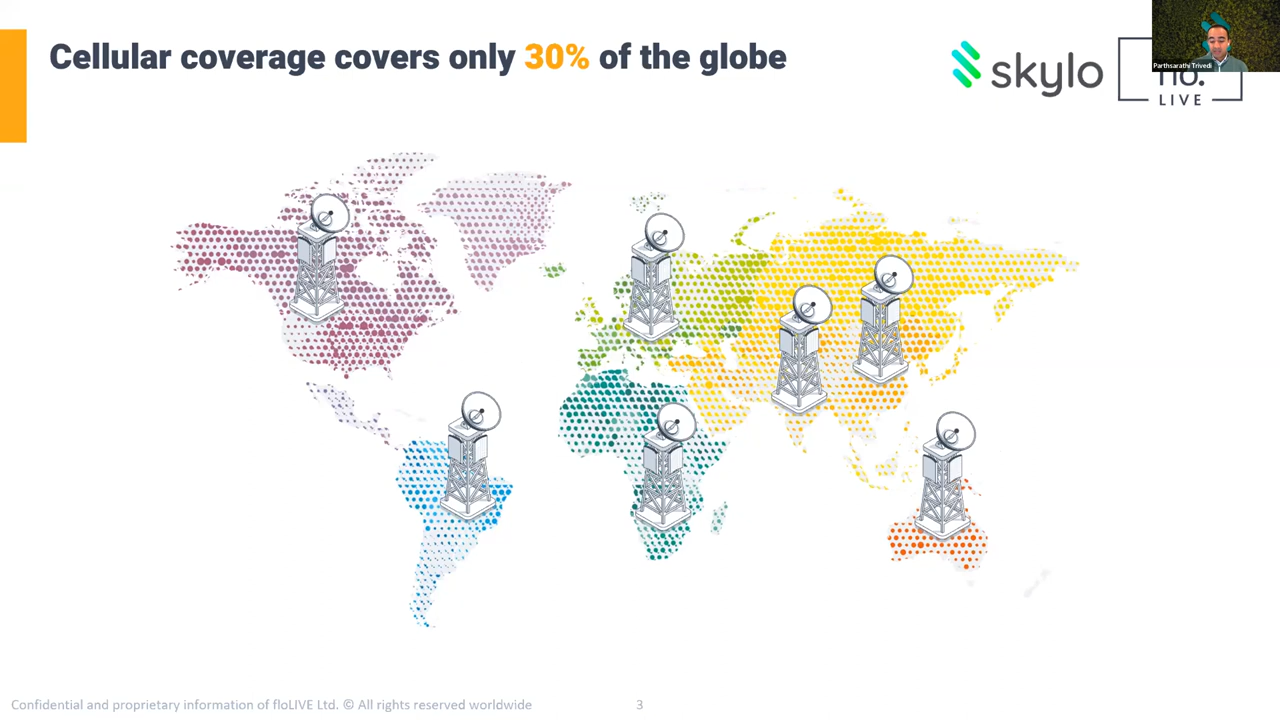 Cellular coverage covers only 30% of the globe
skylo
flo.
LIVE
Parthsarathi Trivedi
Confidential and proprietary information of floLIVE Ltd. © All rights reserved worldwide
3